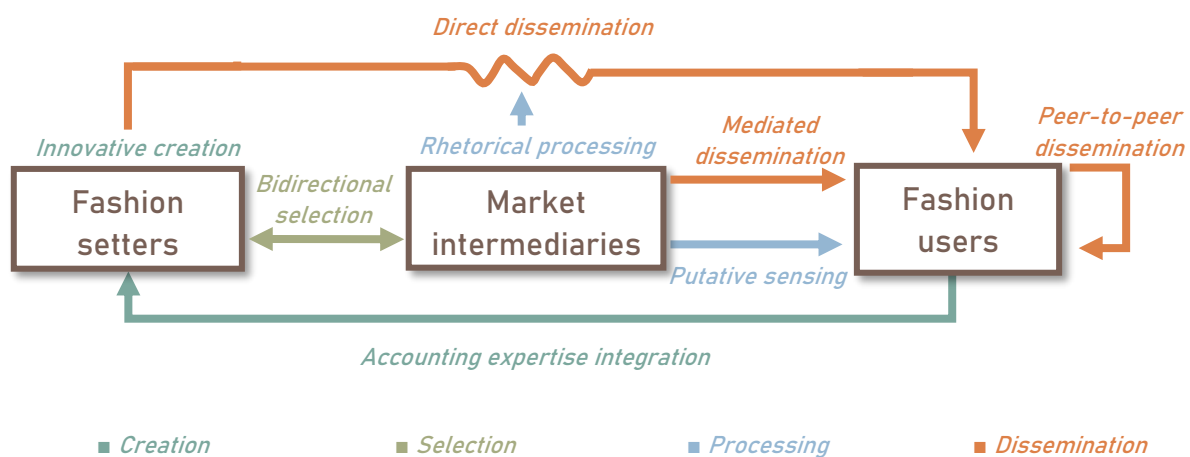 Direct dissemination
Innovative creation
Rhetorical processing
Mediated
dissemination
Peer-to-peer
dissemination
Fashion
setters
Bidirectional
selection
Market
intermediaries
Fashion
users
Putative sensing
Accounting expertise integration
Creation
Selection
Processing
Dissemination